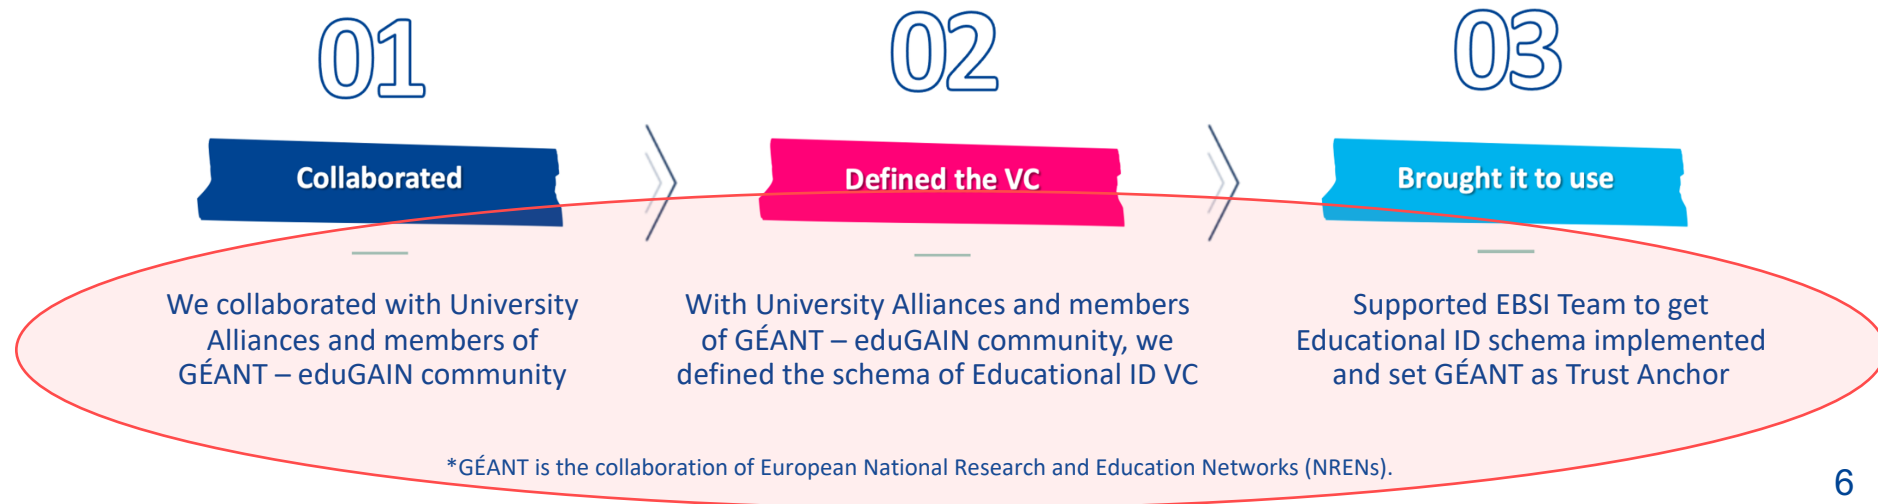 01
02
03
Collaborated
Defined the VC
Brought it to use
We collaborated with University
Alliances and members of
GÉANT – eduGAIN community
With University Alliances and members
of GÉANT – eduGAIN community, we
defined the schema of Educational ID VC
Supported EBSI Team to get
Educational ID schema implemented
and set GÉANT as Trust Anchor
*GÉANT is the collaboration of European National Research and Education Networks (NRENs).
6